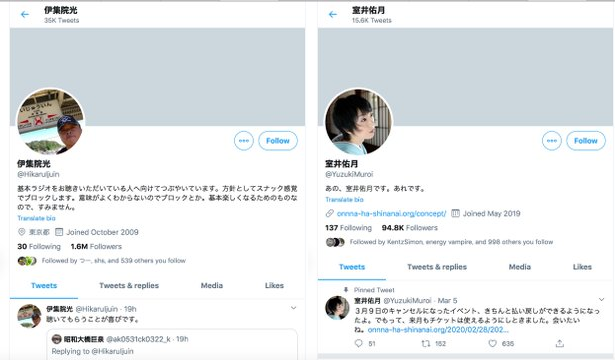 伊集院光
35K Tweets
Follow
伊集院光
@HikaruIjuin
基本ラジオをお聴きいただいている人へ向けてつぶやいています。方針としてスナック感覚
でブロックします。意味がよくわからないのでブロックとか。基本楽しくなるためのものなの
で、すみません。
Translate bio
東京都 Joined October 2009
30 Following 1.6M Followers
Followed by つー, shs, and 539 others you follow
Tweets Tweets & replies Media Likes
伊集院光 @HikaruIjuin · 19h
聴いてもらうことが喜びです。
昭和大橋巨泉 @ak0531ck0322_k · 19h
Replying to @HikaruIjuin
室井佑月
15.6K Tweets
Follow
室井佑月
@YuzukiMuroi
あの、室井佑月です。あれです。
Translate bio
onnna-ha-shinanai.org/concept/ Joined May 2019
137 Following 94.8K Followers
Followed by KentzSimon, energy vampire, and 998 others you follow
Tweets Tweets & replies Media Likes
Pinned Tweet
室井佑月 @YuzukiMuroi · Mar 5
3月9日のキャンセルになったイベント、きちんと払い戻しができるようになっ
たよ。でもって、来月もチケットは使えるようにしときました。会いたい
ね。onnna-ha-shinanai.org/2020/02/28/202...
51 152 635